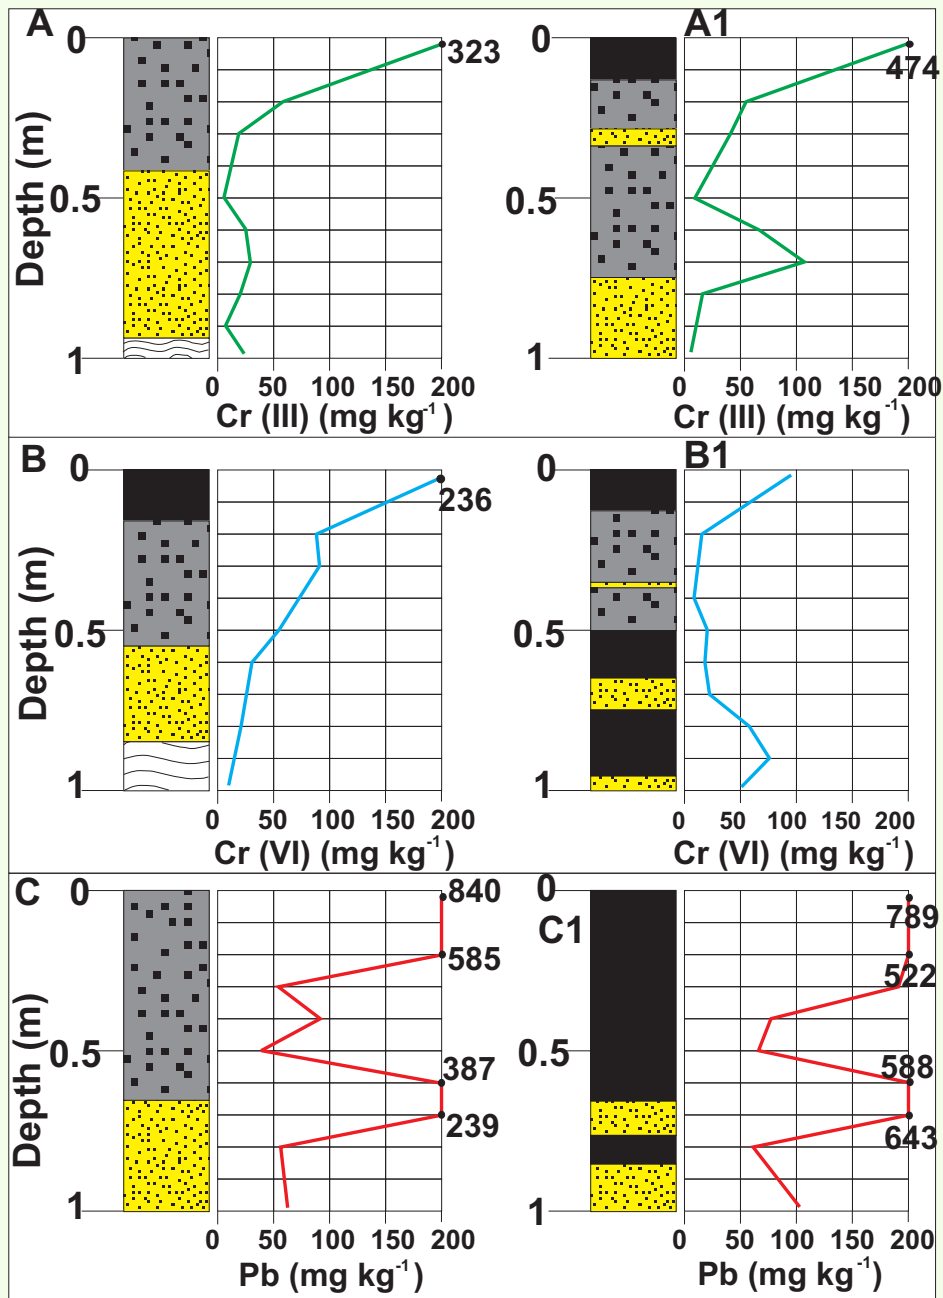 A
0
323
0.5
1
Depth (m)
0 50 100 150 200
Cr (III) (mg kg-1)
A1
0
474
0.5
1
0 50 100 150 200
Cr (III) (mg kg-1)
B
0
236
0.5
1
Depth (m)
0 50 100 150 200
Cr (VI) (mg kg-1)
B1
0
0.5
1
0 50 100 150 200
Cr (VI) (mg kg-1)
C
0
840
585
0.5
387
239
1
Depth (m)
0 50 100 150 200
Pb (mg kg-1)
C1
0
789
522
0.5
588
643
1
0 50 100 150 200
Pb (mg kg-1)